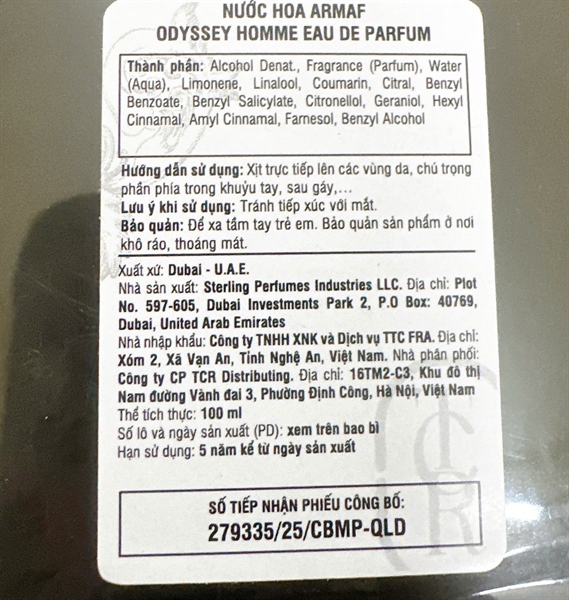 NƯỚC HOA ARMAF
ODYSSEY HOMME EAU DE PARFUM
Thành phần: Alcohol Denat., Fragrance (Parfum), Water
(Aqua), Limonene, Linalool, Coumarin, Citral, Benzyl
Benzoate, Benzyl Salicylate, Citronellol, Geraniol, Hexyl
Cinnamal, Amyl Cinnamal, Farnesol, Benzyl Alcohol
Hướng dẫn sử dụng: Xịt trực tiếp lên các vùng da, chú trọng
phần phía trong khuỷu tay, sau gáy,...
Lưu ý khi sử dụng: Tránh tiếp xúc với mắt.
Bảo quản: Để xa tầm tay trẻ em. Bảo quản sản phẩm ở nơi
khô ráo, thoáng mát.
Xuất xứ: Dubai - U.A.E.
Nhà sản xuất: Sterling Perfumes Industries LLC. Địa chỉ: Plot
No. 597-605, Dubai Investments Park 2, P.O Box: 40769,
Dubai, United Arab Emirates
Nhà nhập khẩu: Công ty TNHH XNK và Dịch vụ TTC FRA. Địa chỉ:
Xóm 2, Xã Vạn An, Tỉnh Nghệ An, Việt Nam. Nhà phân phối:
Công ty CP TCR Distributing. Địa chỉ: 16TM2-C3, Khu đô thị
Nam đường Vành đai 3, Phường Định Công, Hà Nội, Việt Nam
Thể tích thực: 100 ml
Số lô và ngày sản xuất (PD): xem trên bao bì
Hạn sử dụng: 5 năm kể từ ngày sản xuất
TCR
SỐ TIẾP NHẬN PHIẾU CÔNG BỐ:
279335/25/CBMP-QLD